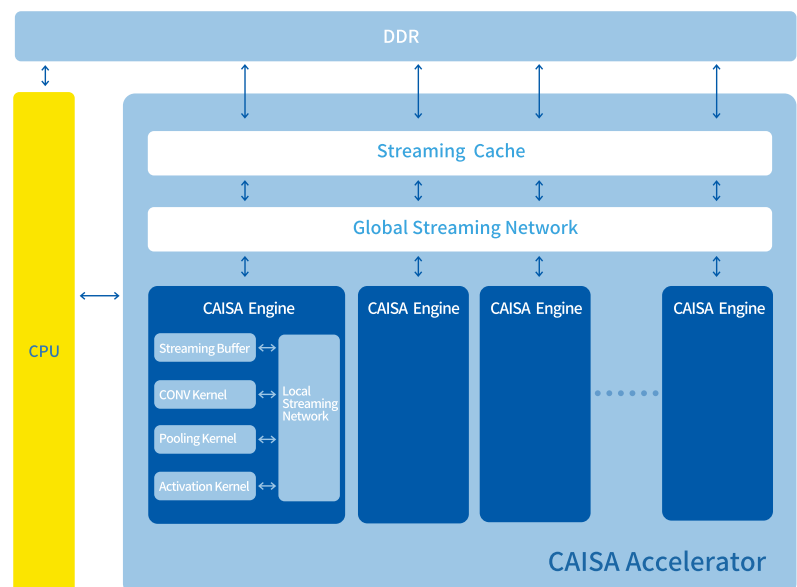 DDR
Streaming Cache
Global Streaming Network
CPU
CAISA Engine
Streaming Buffer
CONV Kernel
Pooling Kernel
Activation Kernel
Local
Streaming
Network
CAISA Engine
CAISA Engine
CAISA Engine
CAISA Accelerator